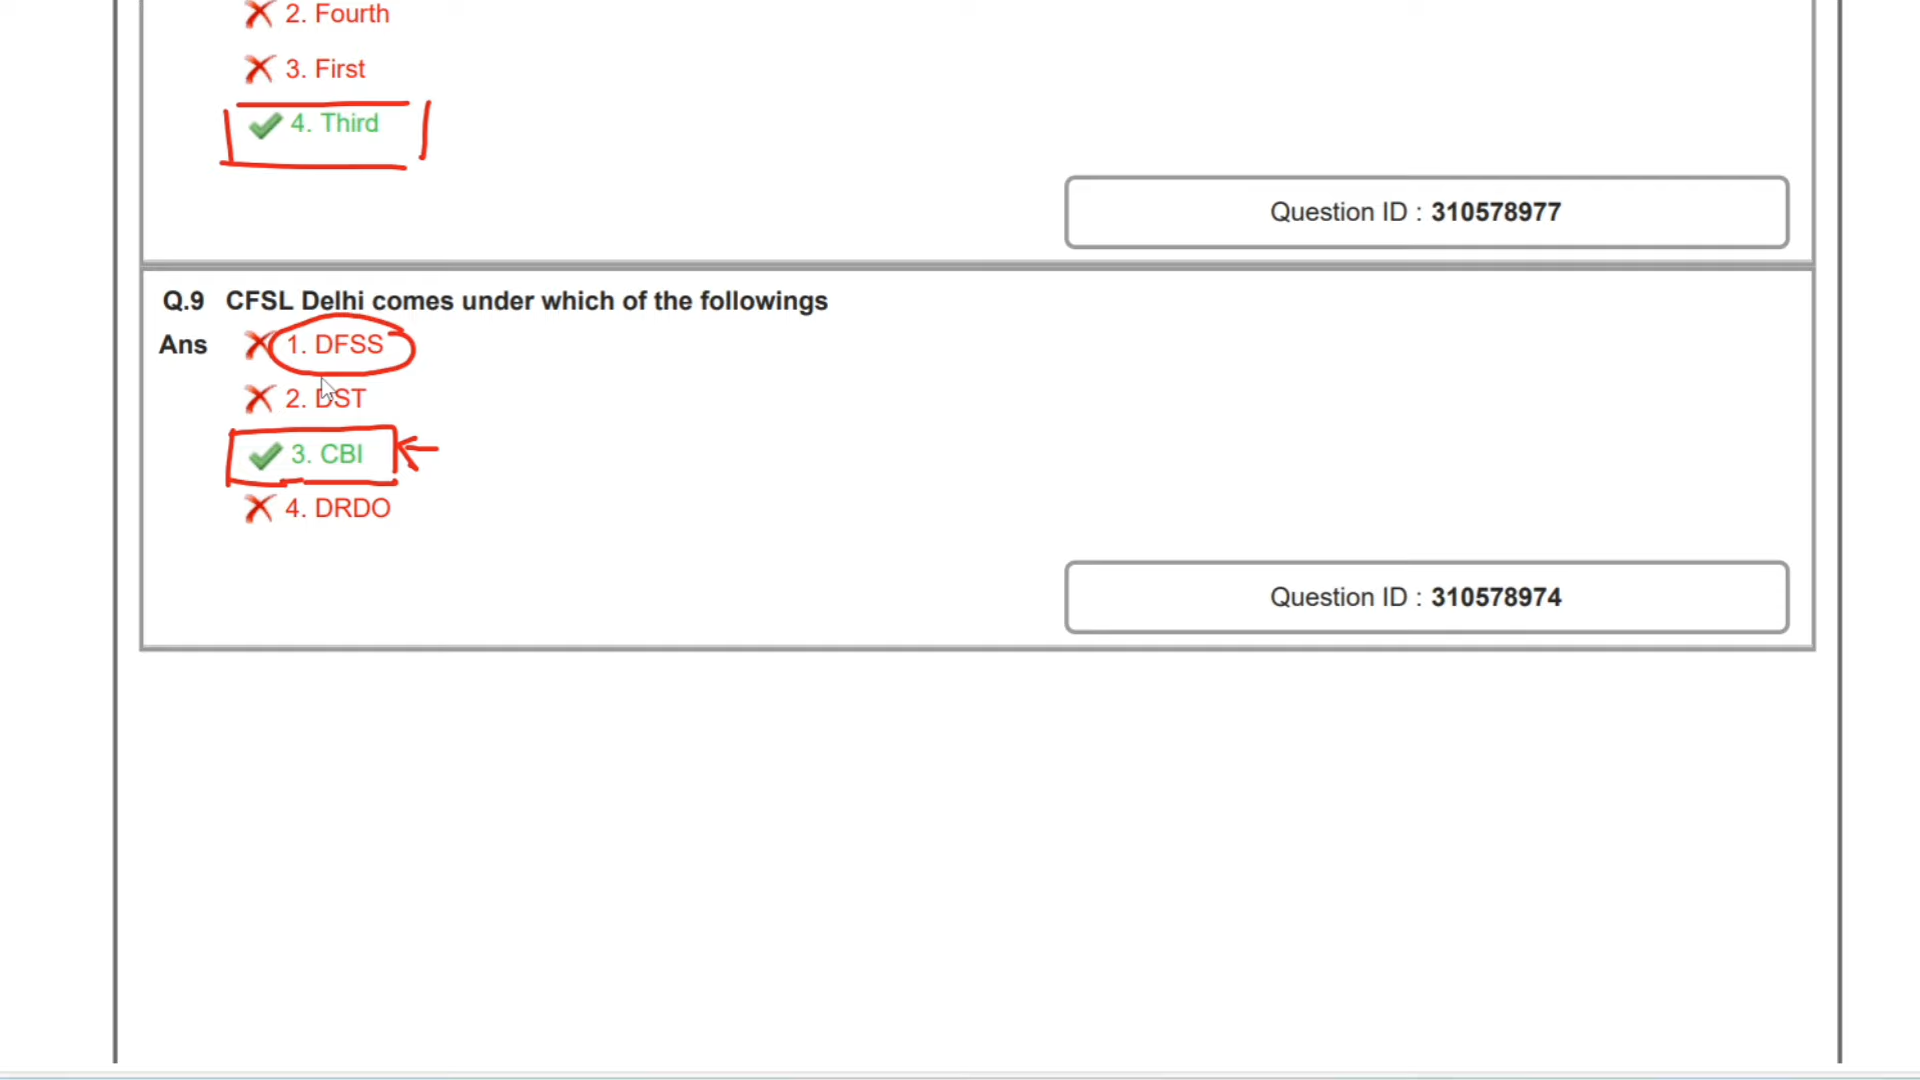 2. Fourth
3. First
4. Third
Question ID : 310578977
Q.9 CFSL Delhi comes under which of the followings
Ans 1. DFSS
2. DST
3. CBI
4. DRDO
Question ID : 310578974